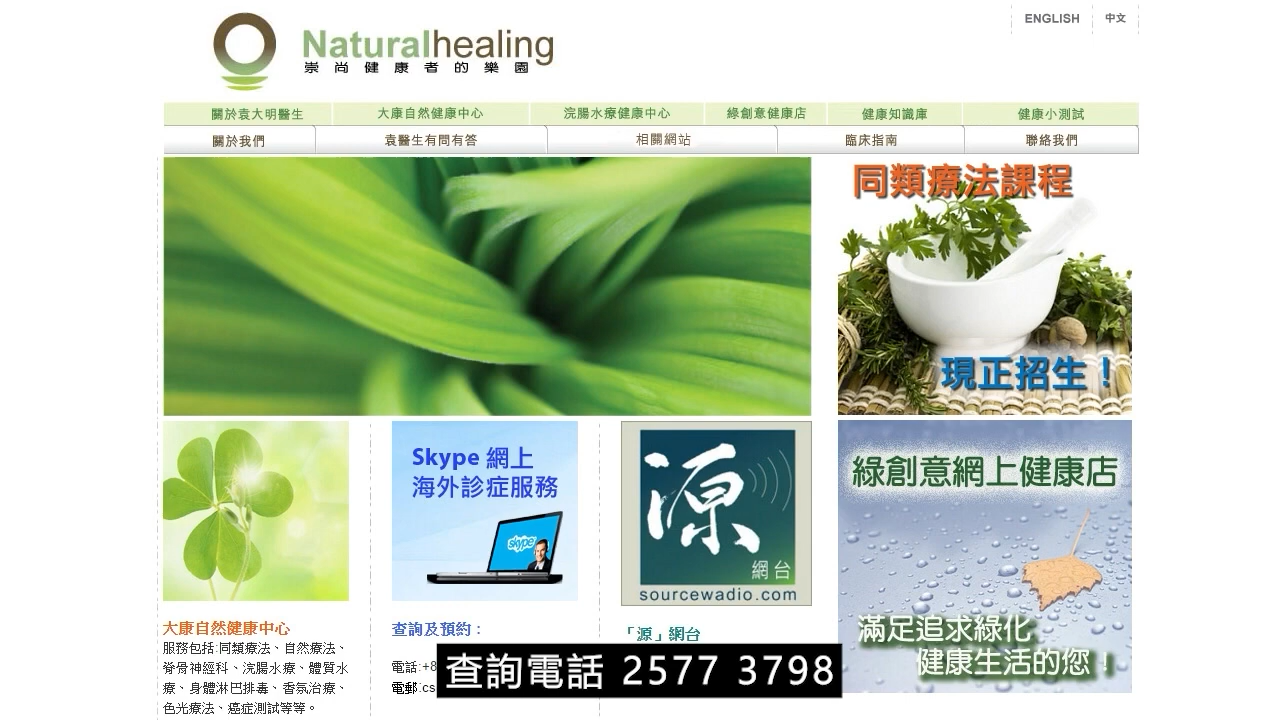 ENGLISH
中文
Naturalhealing
崇尚健康者的樂園
關於袁大明醫生
大康自然健康中心
浣腸水療健康中心
綠創意健康店
健康知識庫
健康小測試
關於我們
袁醫生有問有答
相關網站
臨床指南
聯絡我們
同類療法課程
現正招生！
Skype 網上
海外診症服務
skype
源
網台
sourcewadio.com
綠創意網上健康店
滿足追求綠化
健康生活的您！
大康自然健康中心
服務包括:同類療法、自然療法、
脊骨神經科、浣腸水療、體質水
療、身體淋巴排毒、香氛治療、
色光療法、癌症測試等等。
查詢及預約：
電話:+8
電郵:cs
「源」網台
查詢電話 2577 3798